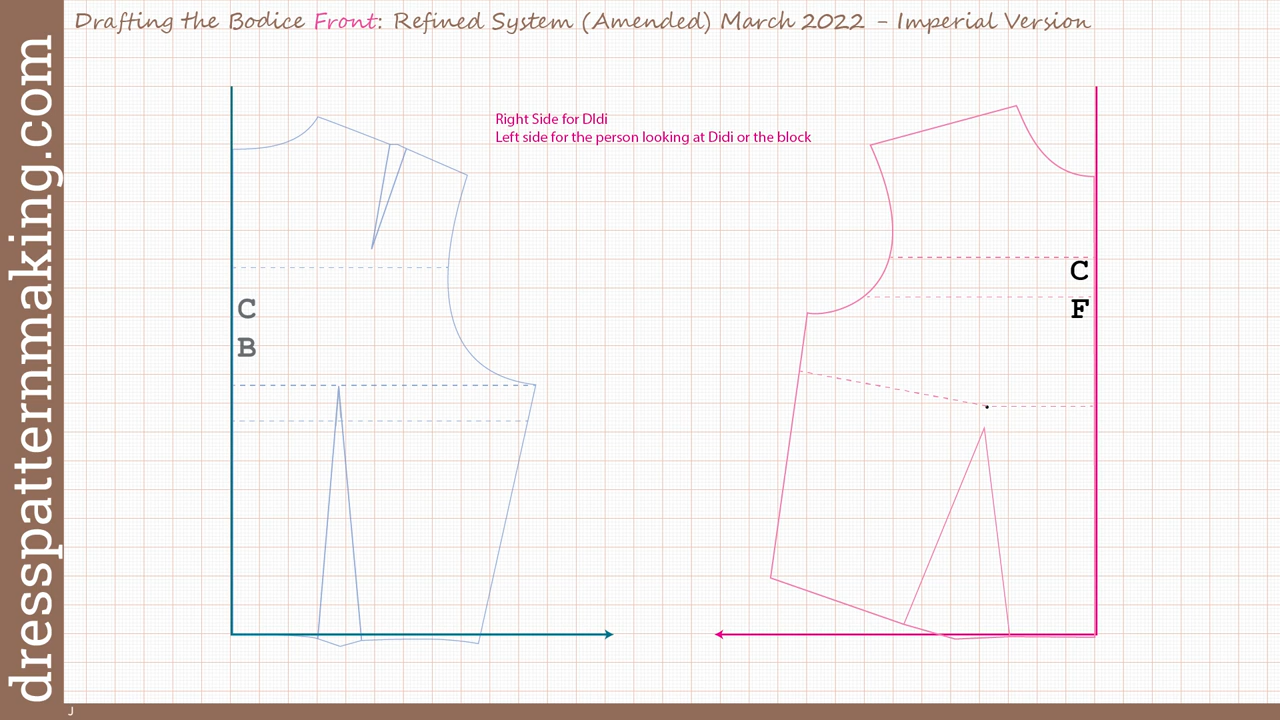 Drafting the Bodice Front: Refined System (Amended) March 2022 - Imperial Version
dresspatternmaking.com
Right Side for DIdi
Left side for the person looking at Didi or the block
C
B
C
F
J